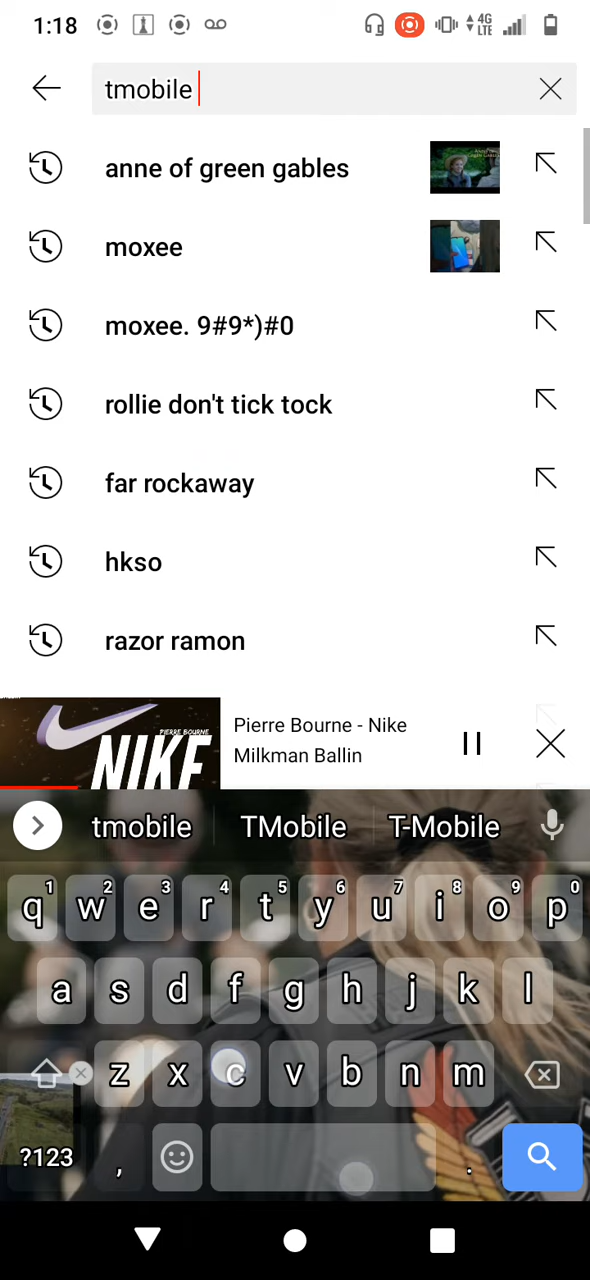 1:18 4G LTE
tmobile
anne of green gables
moxee
moxee. 9#9*)#0
rollie don't tick tock
far rockaway
hkso
razor ramon
PIERRE BOURNE
NIKE
Pierre Bourne - Nike
Milkman Ballin
tmobile TMobile T-Mobile
1 2 3 4 5 6 7 8 9 0
q w e r t y u i o p
a s d f g h j k l
z x c v b n m
?123 , .